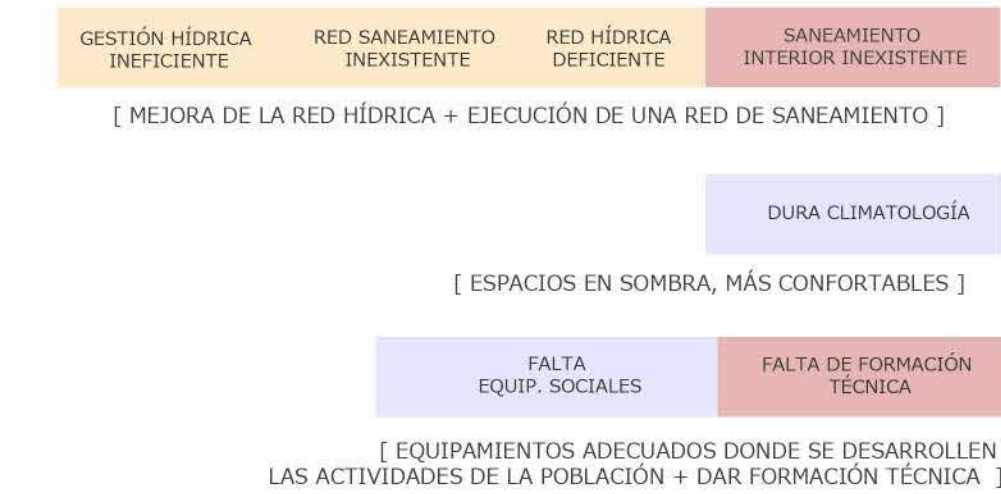 GESTIÓN HÍDRICA
INEFICIENTE
RED SANEAMIENTO
INEXISTENTE
RED HÍDRICA
DEFICIENTE
SANEAMIENTO
INTERIOR INEXISTENTE
[ MEJORA DE LA RED HÍDRICA + EJECUCIÓN DE UNA RED DE SANEAMIENTO ]
DURA CLIMATOLOGÍA
[ ESPACIOS EN SOMBRA, MÁS CONFORTABLES ]
FALTA
EQUIP. SOCIALES
FALTA DE FORMACIÓN
TÉCNICA
[ EQUIPAMIENTOS ADECUADOS DONDE SE DESARROLLEN
LAS ACTIVIDADES DE LA POBLACIÓN + DAR FORMACIÓN TÉCNICA ]